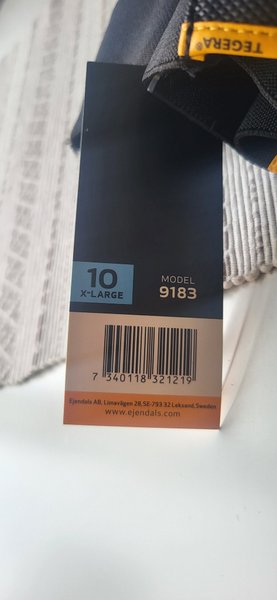 TEGERA®
10
X-LARGE
MODEL
9183
7 340118 321219
Ejendals AB, Limavägen 28, SE-793 32 Leksand, Sweden
www.ejendals.com